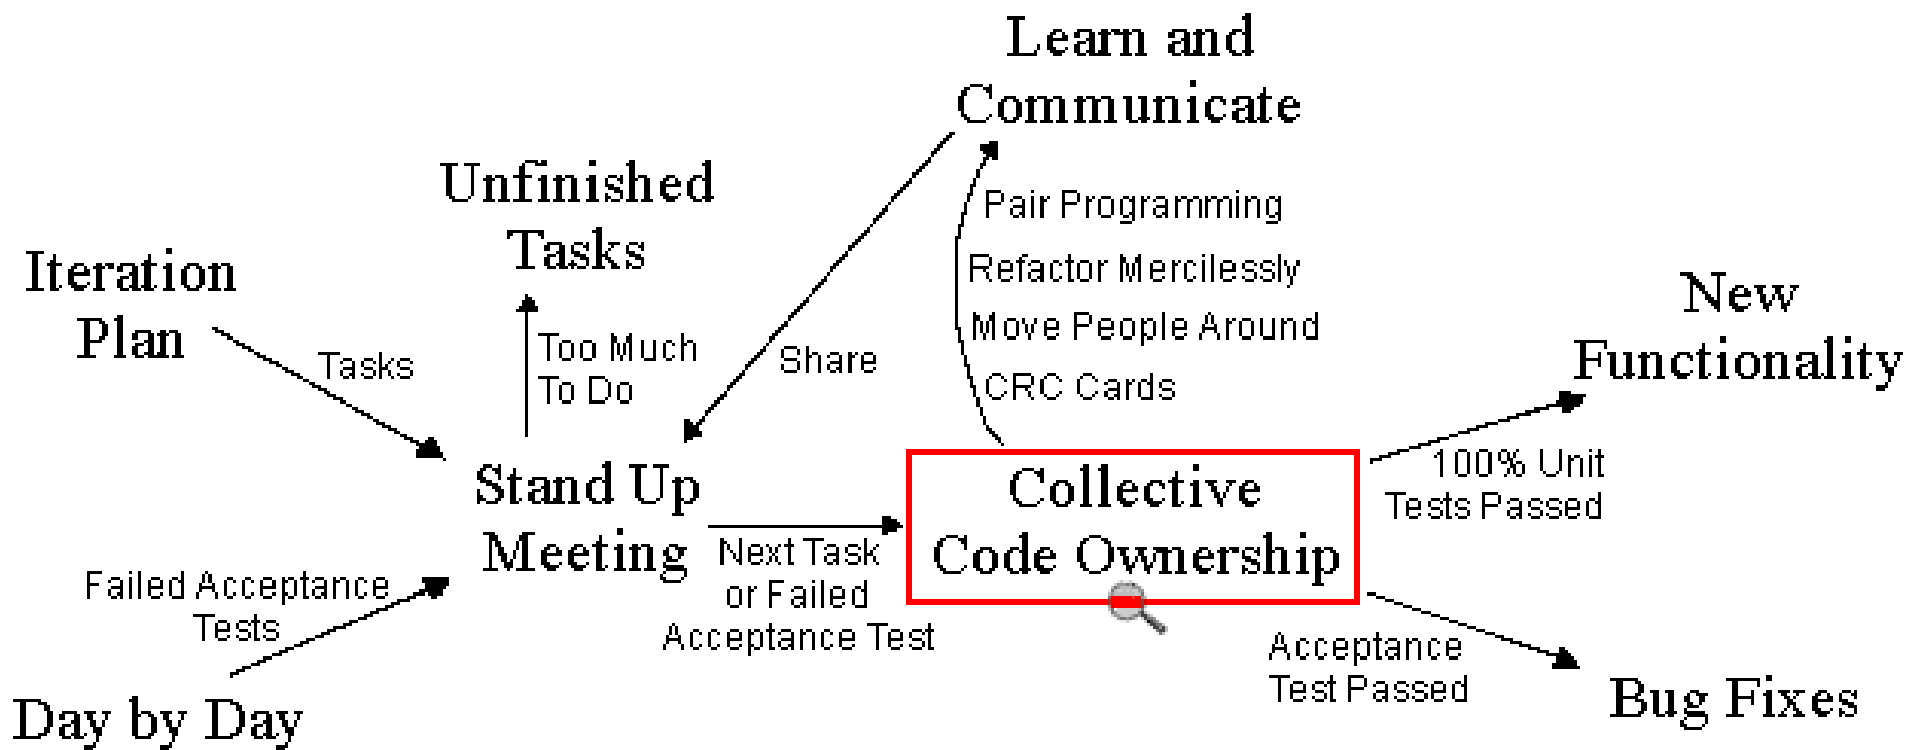 Learn and
Communicate
Unfinished
Tasks
Pair Programming
Iteration
Plan
Refactor Mercilessly
New
Functionality
Move People Around
Tasks
Too Much
To Do
Share
CRC Cards
Stand Up
Meeting
Collective
Code Ownership
100% Unit
Tests Passed
Failed Acceptance
Tests
Next Task
or Failed
Acceptance Test
Acceptance
Test Passed
Day by Day
Bug Fixes